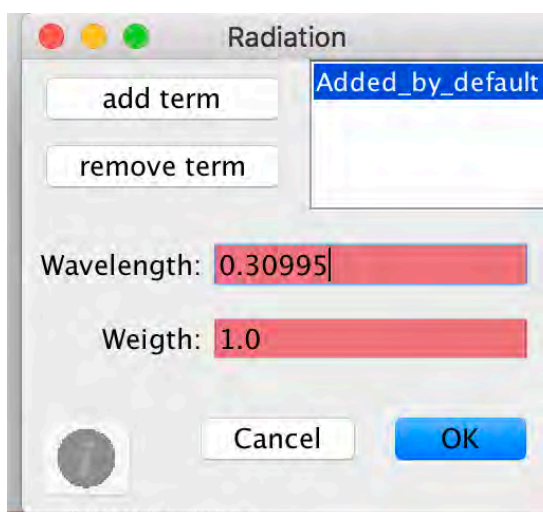 Radiation
add term
Added_by_default
remove term
Wavelength: 0.30995
Weigth: 1.0
Cancel
OK